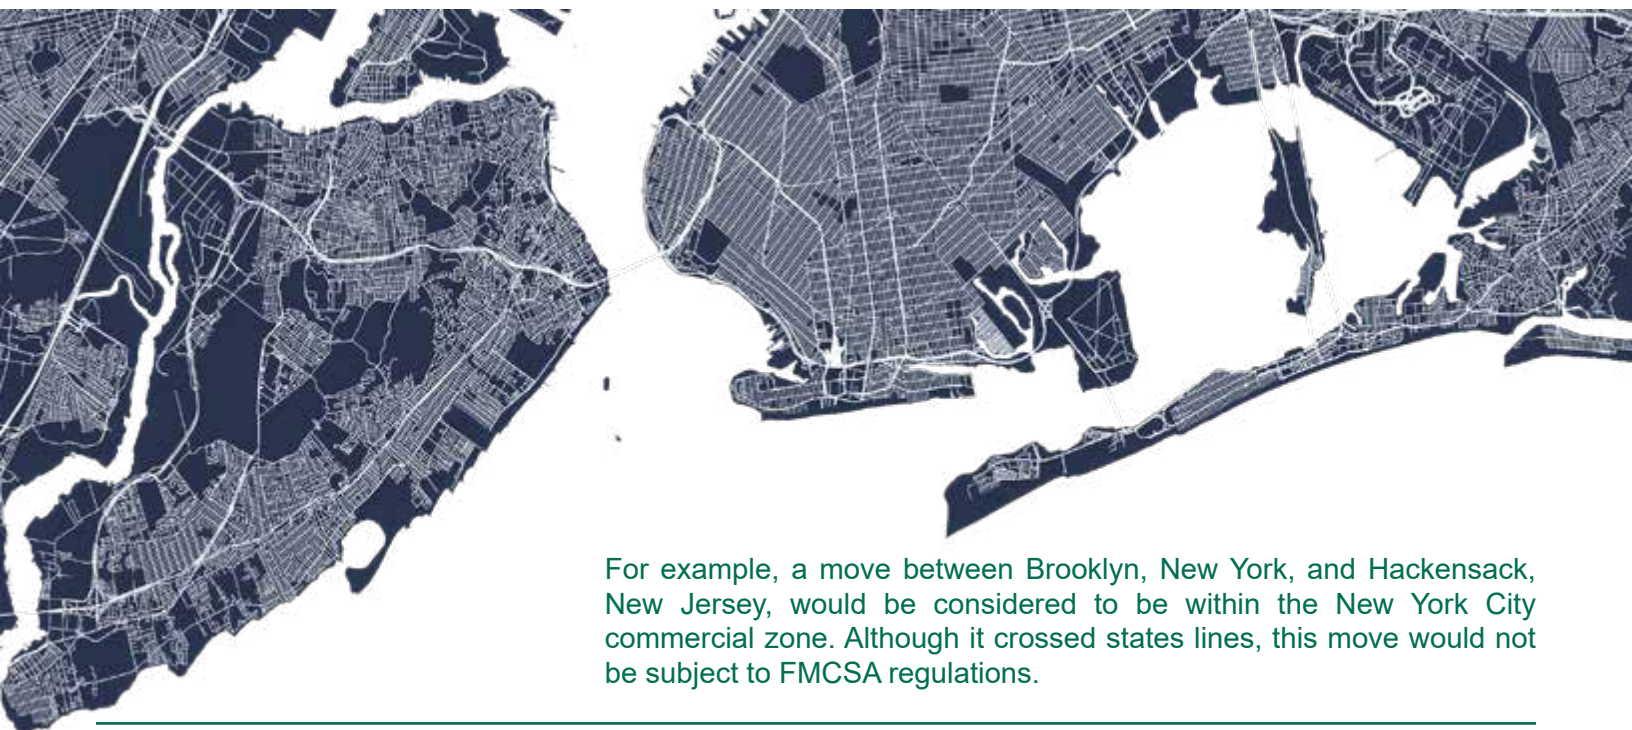 For example, a move between Brooklyn, New York, and Hackensack,
New Jersey, would be considered to be within the New York City
commercial zone. Although it crossed states lines, this move would not
be subject to FMCSA regulations.